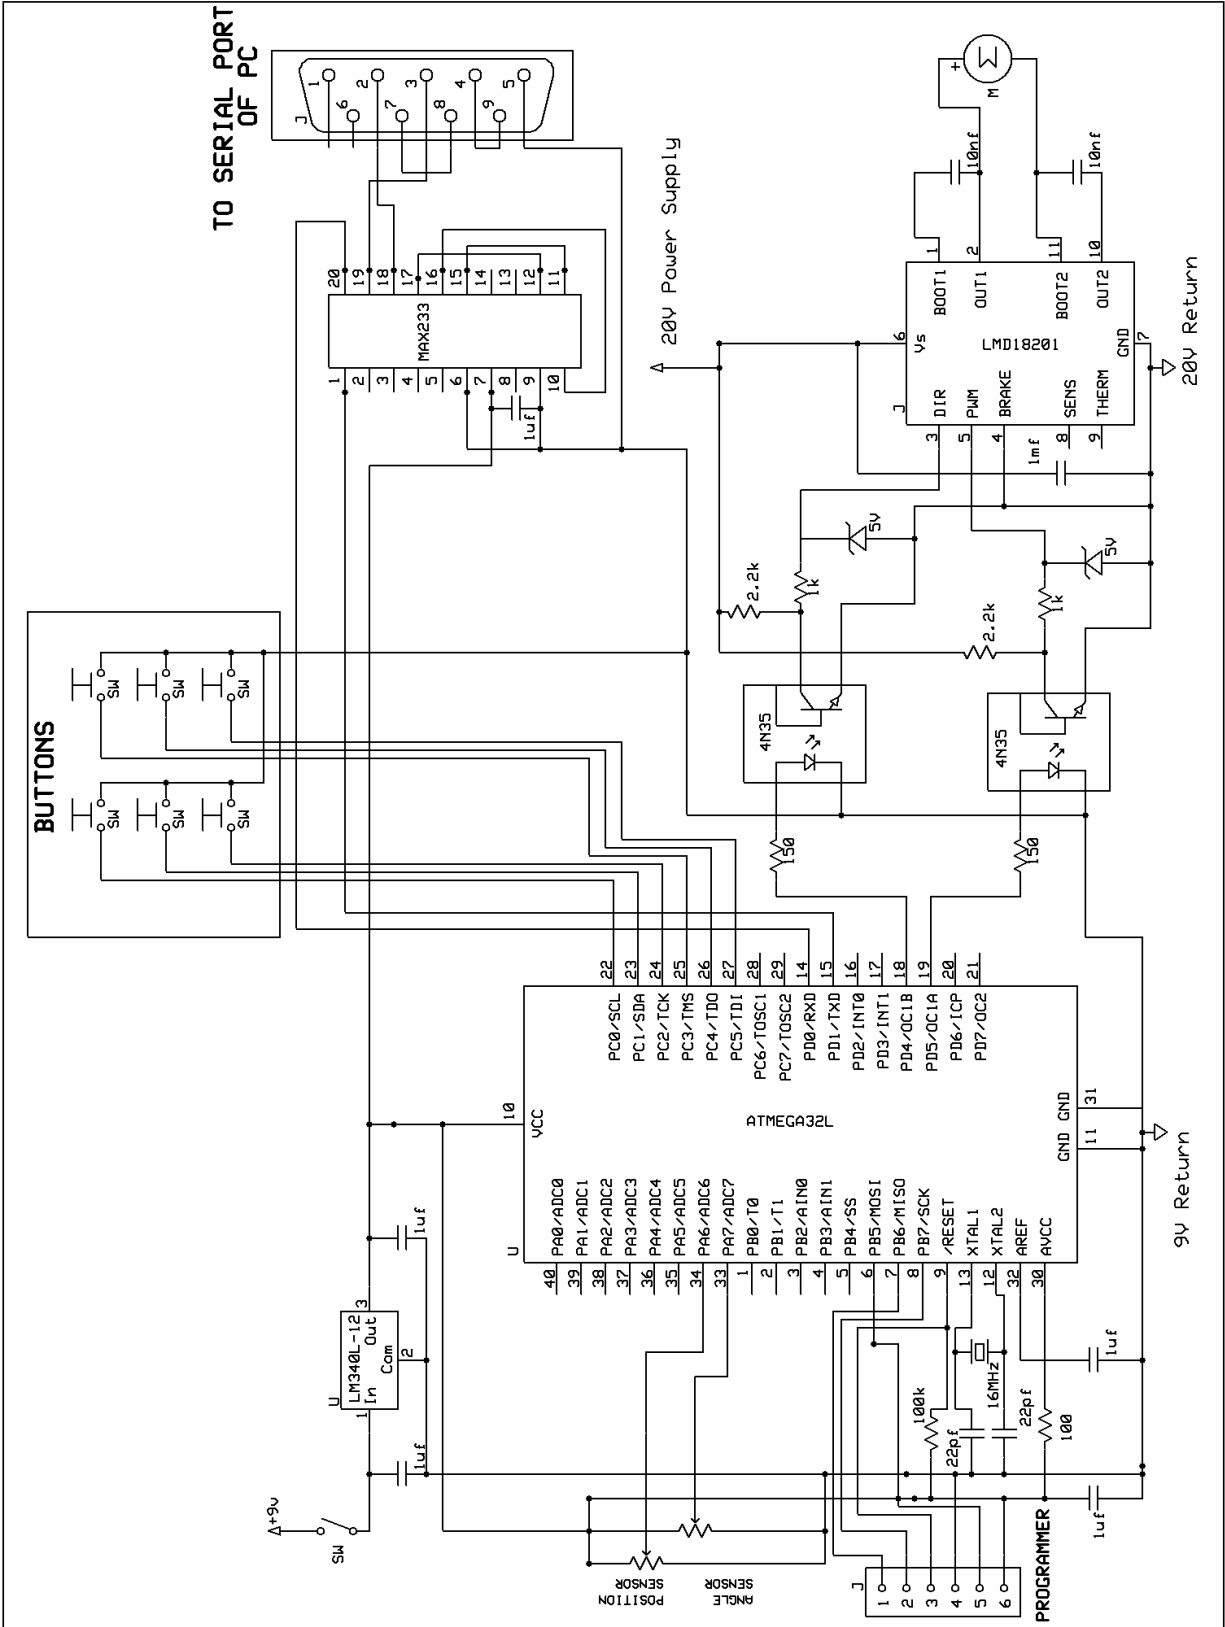 TO SERIAL PORT
OF PC
J
1
2
3
4
5
6
7
8
9
20
19
18
17
16
15
14
13
12
11
MAX233
1
2
3
4
5
6
7
8
9
10
1uf
20V Power Supply
M
+
M
10nf
10nf
1
2
11
10
BOOT1
OUT1
BOOT2
OUT2
6
Vs
LMD18201
GND
7
20V Return
J
DIR
PWM
BRAKE
SENS
THERM
3
5
4
8
9
1mf
5V
5V
1k
2.2k
1k
2.2k
4N35
4N35
150
150
BUTTONS
SW
SW
SW
SW
SW
SW
22
23
24
25
26
27
28
29
14
15
16
17
18
19
20
21
PC0/SCL
PC1/SDA
PC2/TCK
PC3/TMS
PC4/TDO
PC5/TDI
PC6/TOSC1
PC7/TOSC2
PD0/RXD
PD1/TXD
PD2/INT0
PD3/INT1
PD4/OC1B
PD5/OC1A
PD6/ICP
PD7/OC2
10
VCC
ATMEGA32L
GND
GND
31
11
9V Return
U
PA0/ADC0
PA1/ADC1
PA2/ADC2
PA3/ADC3
PA4/ADC4
PA5/ADC5
PA6/ADC6
PA7/ADC7
PB0/T0
PB1/T1
PB2/AIN0
PB3/AIN1
PB4/SS
PB5/MOSI
PB6/MISO
PB7/SCK
/RESET
XTAL1
XTAL2
AREF
AVCC
40
39
38
37
36
35
34
33
1
2
3
4
5
6
7
8
9
13
12
32
30
1uf
U
LM340L-12
In
Out
Com
1
3
2
1uf
+9v
SW
100k
22pf
16MHz
22pf
100
1uf
1uf
POSITION
SENSOR
ANGLE
SENSOR
J
1
2
3
4
5
6
PROGRAMMER